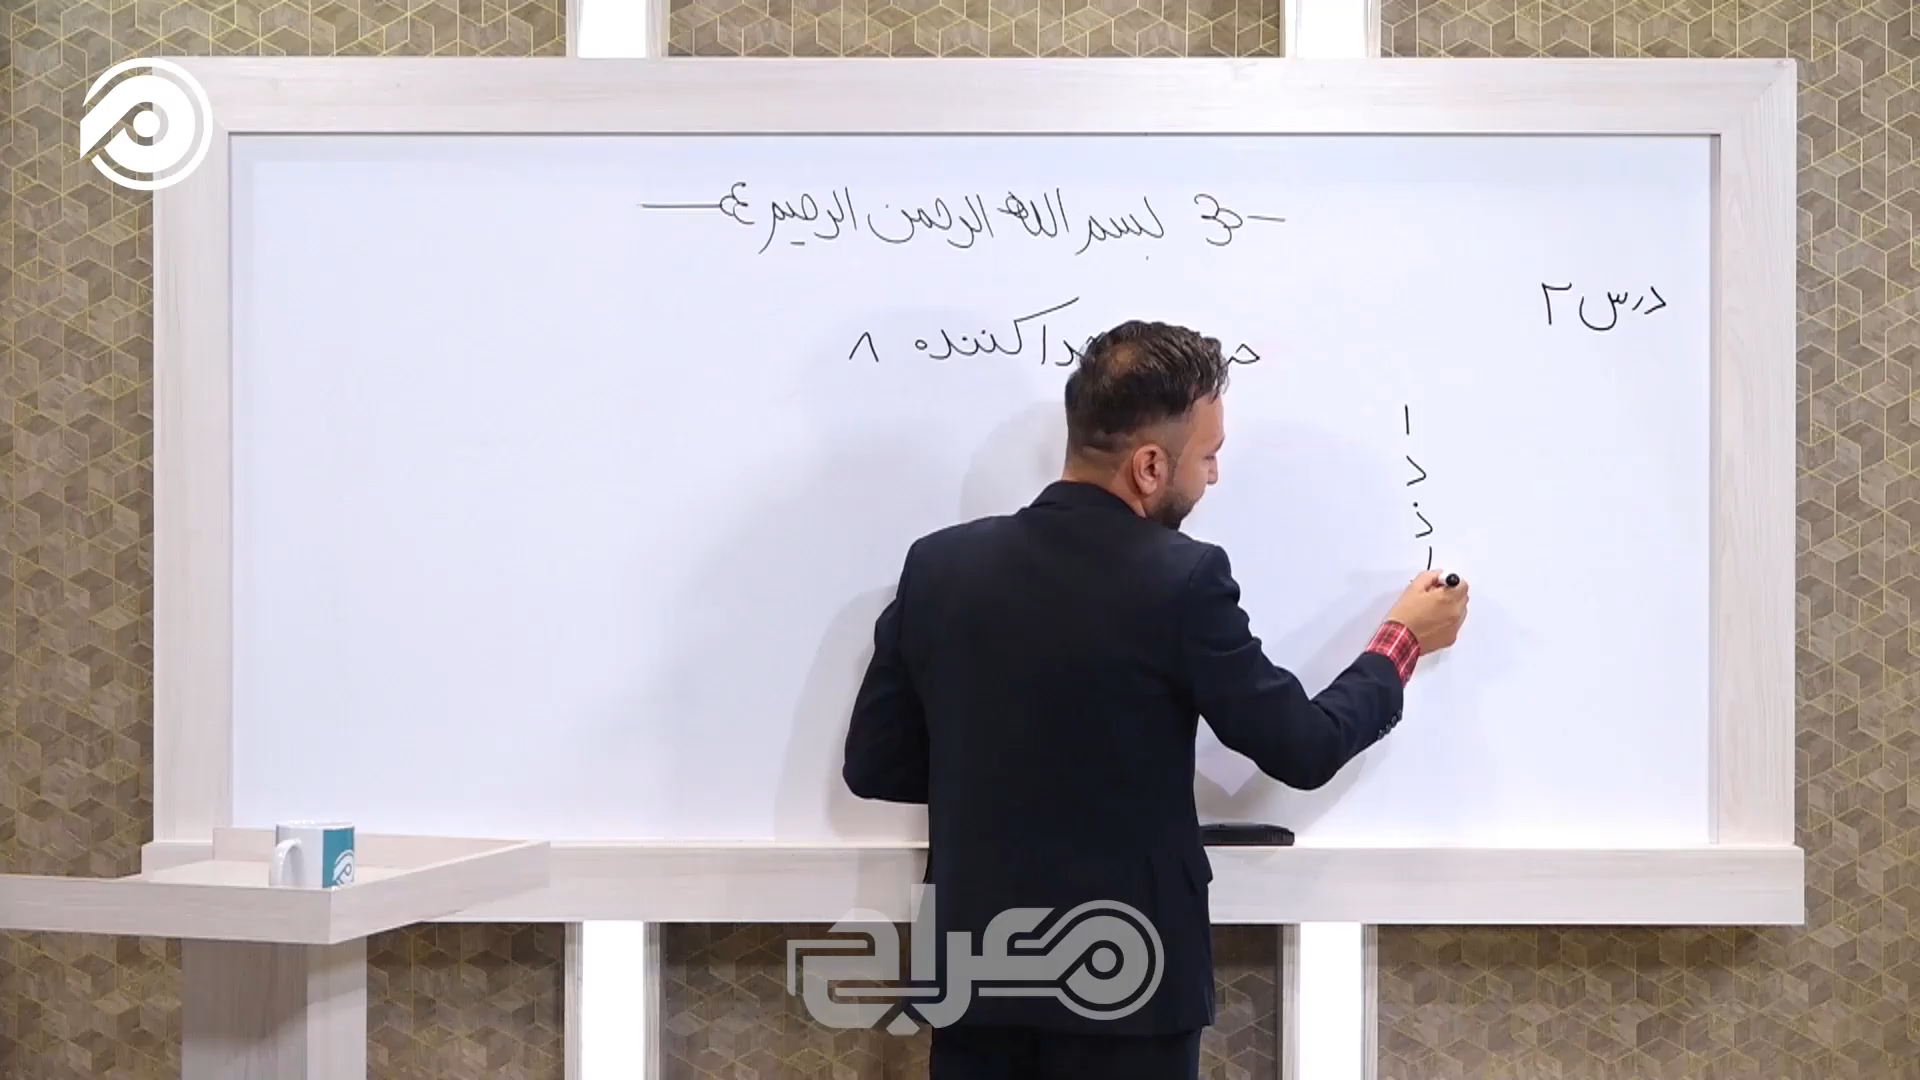 بسم الله الرحمن الرحیم
درس ۲
کننده ۸
ا
د
ذ
معراج